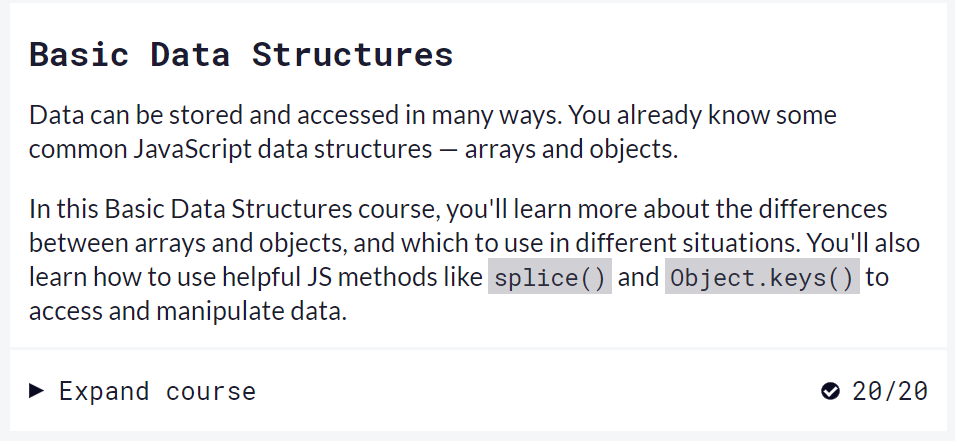 Basic Data Structures
Data can be stored and accessed in many ways. You already know some
common JavaScript data structures — arrays and objects.
In this Basic Data Structures course, you'll learn more about the differences
between arrays and objects, and which to use in different situations. You'll also
learn how to use helpful JS methods like splice() and Object.keys() to
access and manipulate data.
Expand course 20/20